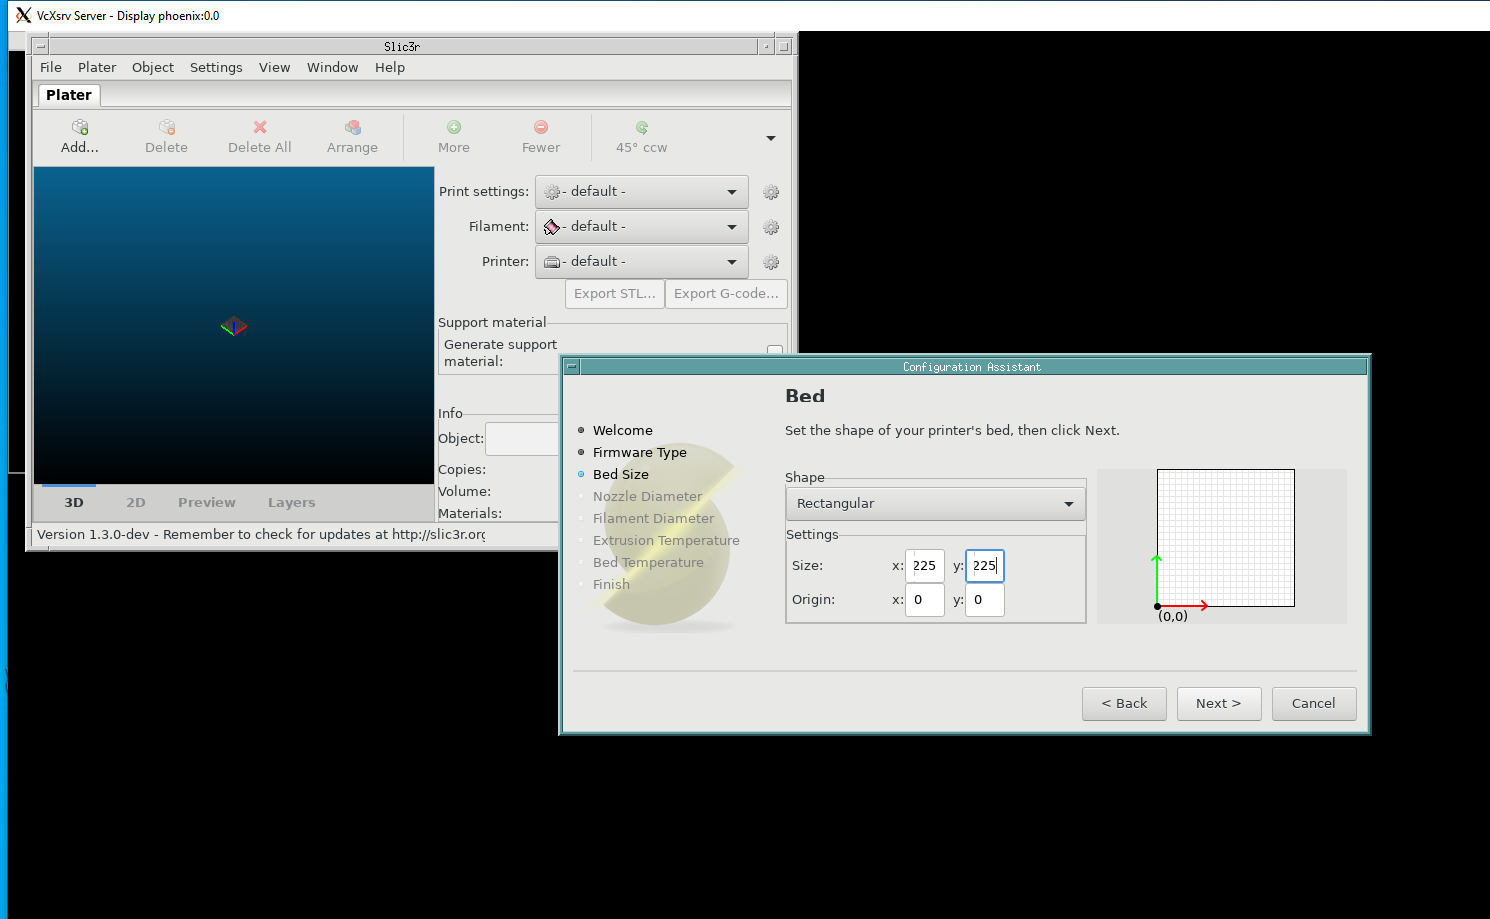 VcXsrv Server - Display phoenix:0.0
Slic3r
File Plater Object Settings View Window Help
Plater
Add... Delete Delete All Arrange More Fewer 45° ccw
Print settings: - default -
Filament: - default -
Printer: - default -
Export STL... Export G-code...
Support material
Generate support
material:
Info
Object:
Copies:
Volume:
Materials:
3D 2D Preview Layers
Version 1.3.0-dev - Remember to check for updates at http://slic3r.org
Configuration Assistant
Bed
Welcome
Firmware Type
Bed Size
Nozzle Diameter
Filament Diameter
Extrusion Temperature
Bed Temperature
Finish
Set the shape of your printer's bed, then click Next.
Shape
Rectangular
Settings
Size: x: 225 y: 225
Origin: x: 0 y: 0
(0,0)
< Back Next > Cancel